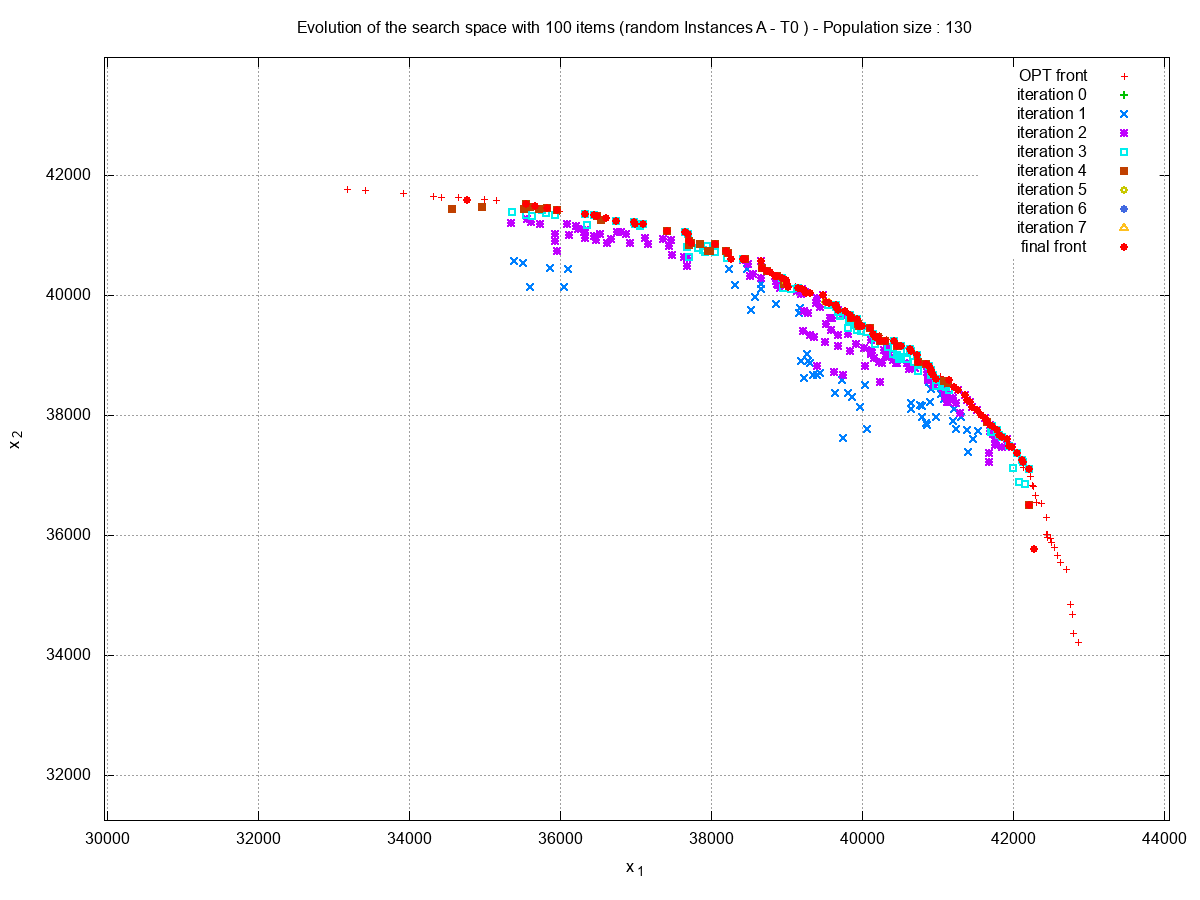 Evolution of the search space with 100 items (random Instances A - T0 ) - Population size : 130
OPT front
iteration 0
iteration 1
iteration 2
iteration 3
iteration 4
iteration 5
iteration 6
iteration 7
final front
42000
40000
38000
36000
34000
32000
x 2
30000 32000 34000 36000 38000 40000 42000 44000
x 1